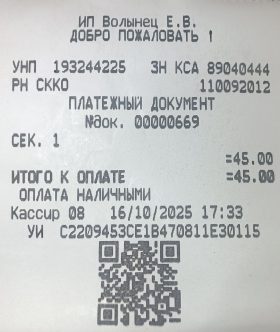 ИП Волынец Е.В.
ДОБРО ПОЖАЛОВАТЬ !
УНП 193244225 ЗН КСА 89040444
РН СККО 110092012
ПЛАТЕЖНЫЙ ДОКУМЕНТ
№док. 00000669
СЕК. 1
=45.00
ИТОГО К ОПЛАТЕ =45.00
ОПЛАТА НАЛИЧНЫМИ
Кассир 08 16/10/2025 17:33
УИ C2209453CE1B470811E30115